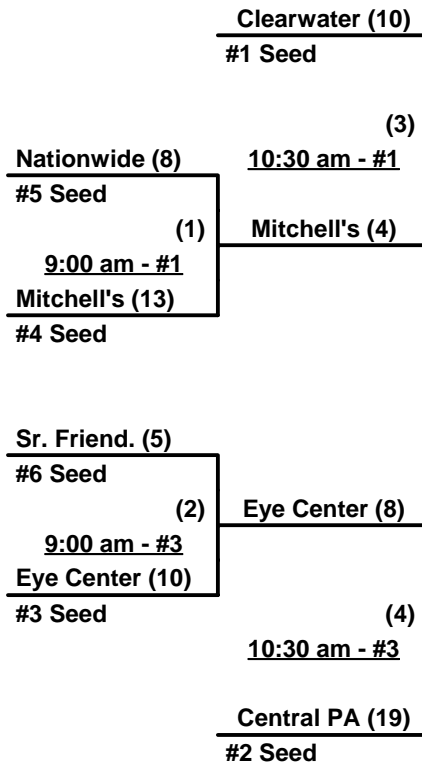 Clearwater (10)
#1 Seed
(3)
10:30 am - #1
Nationwide (8)
#5 Seed
(1)
9:00 am - #1
Mitchell's (4)
Mitchell's (13)
#4 Seed
Sr. Friend. (5)
#6 Seed
(2)
9:00 am - #3
Eye Center (8)
Eye Center (10)
#3 Seed
(4)
10:30 am - #3
Central PA (19)
#2 Seed